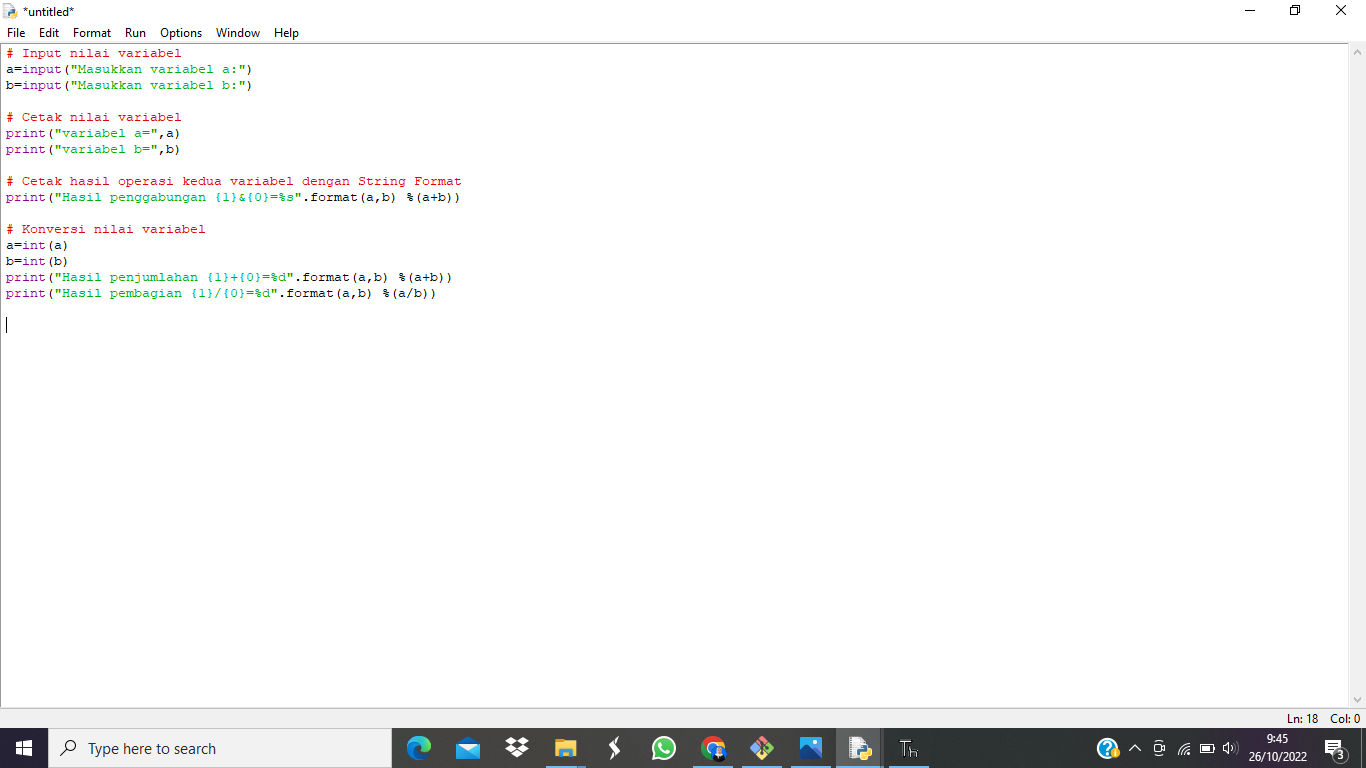 *untitled*
File Edit Format Run Options Window Help
# Input nilai variabel
a=input("Masukkan variabel a:")
b=input("Masukkan variabel b:")
# Cetak nilai variabel
print("variabel a=",a)
print("variabel b=",b)
# Cetak hasil operasi kedua variabel dengan String Format
print("Hasil penggabungan {1}&{0}=%s".format(a,b) %(a+b))
# Konversi nilai variabel
a=int(a)
b=int(b)
print("Hasil penjumlahan {1}+{0}=%d".format(a,b) %(a+b))
print("Hasil pembagian {1}/{0}=%d".format(a,b) %(a/b))
Ln: 18 Col: 0
Type here to search
Th
9:45
26/10/2022
3